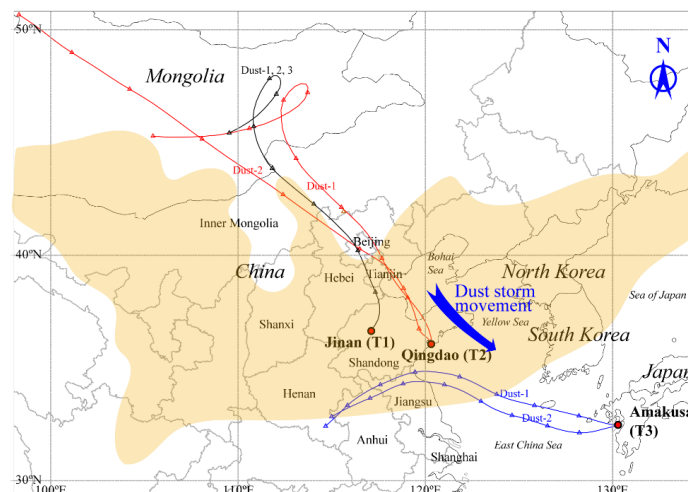 50°N
N
Mongolia
Dust-1, 2, 3
Dust-2
Dust-1
Inner Mongolia
Beijing
40°N
Bohai
Sea
China
Hebei
Tianjin
North Korea
Dust storm
movement
Sea of Japan
Shanxi
Yellow Sea
Jinan (T1)
Qingdao (T2)
South Korea
Shandong
Japan
Henan
Jiangsu
Dust-1
Dust-2
Amakusa
(T3)
Anhui
East China Sea
Shanghai
30°N
100°E
110°E
120°E
130°E